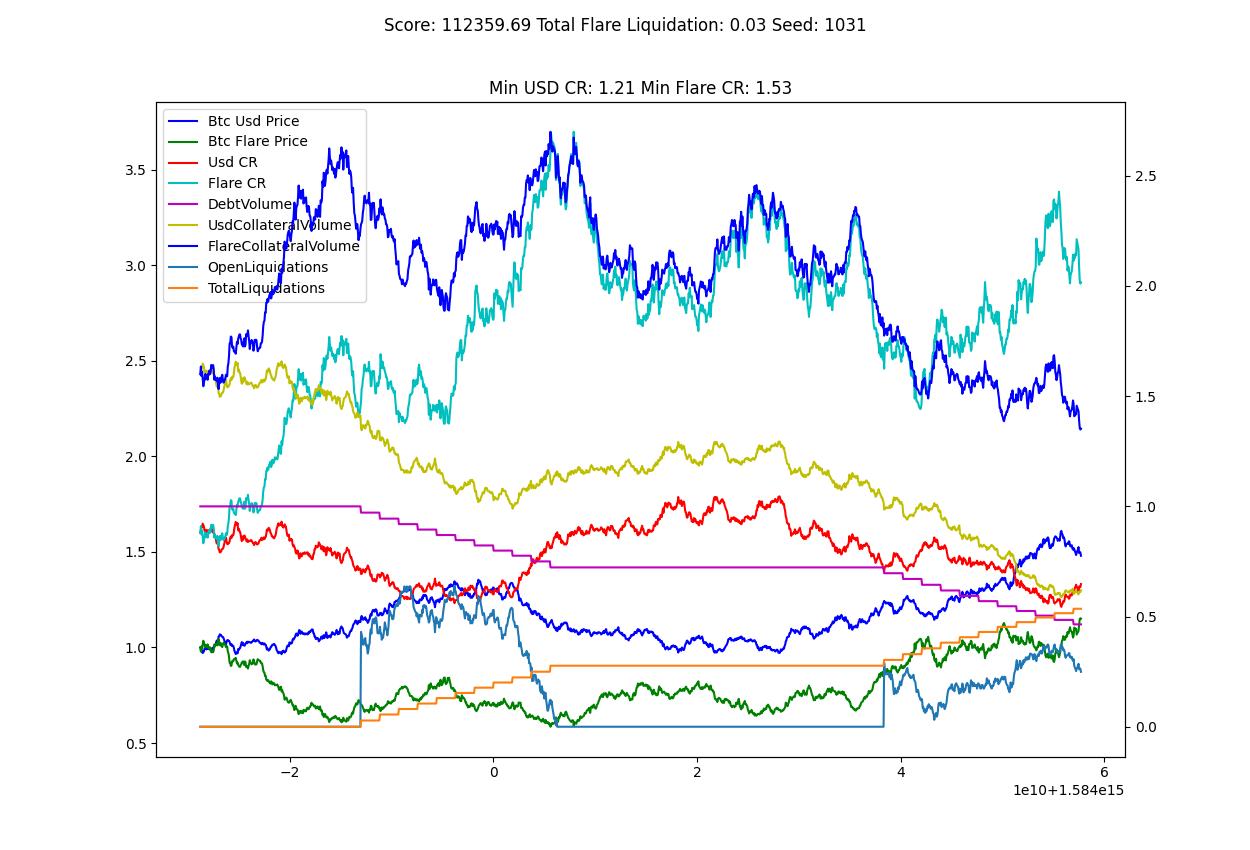 Score: 112359.69 Total Flare Liquidation: 0.03 Seed: 1031
Min USD CR: 1.21 Min Flare CR: 1.53
Btc Usd Price
Btc Flare Price
Usd CR
Flare CR
DebtVolume
UsdCollateralVolume
FlareCollateralVolume
OpenLiquidations
TotalLiquidations
3.5
3.0
2.5
2.0
1.5
1.0
0.5
2.5
2.0
1.5
1.0
0.5
0.0
−2 0 2 4 6
1e10+1.584e15